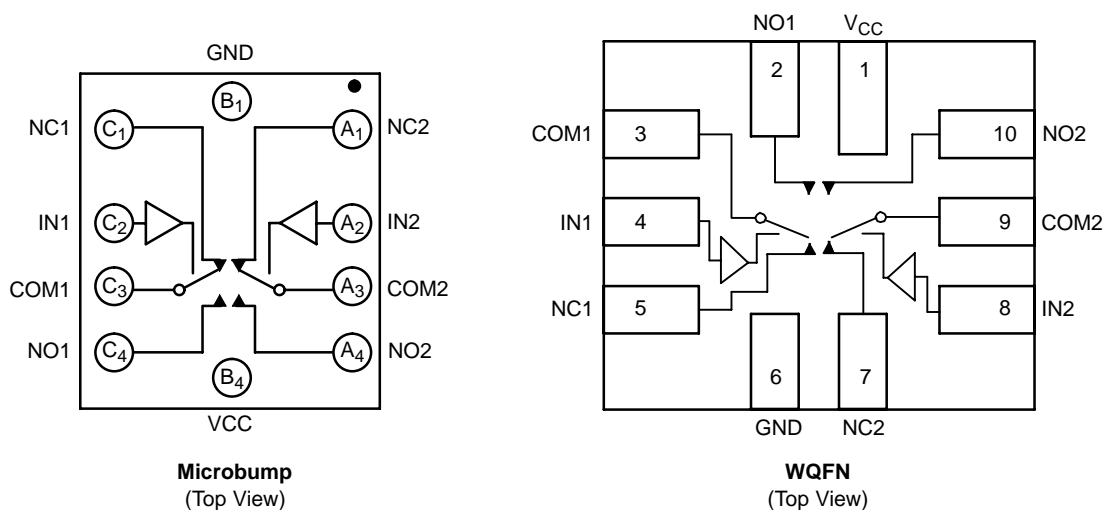 GND
B1
NC1 C1 A1 NC2
IN1 C2 A2 IN2
COM1 C3 A3 COM2
NO1 C4 A4 NO2
B4
VCC
Microbump
(Top View)
NO1 VCC
2 1
COM1 3 10 NO2
IN1 4 9 COM2
NC1 5 8 IN2
6 7
GND NC2
WQFN
(Top View)